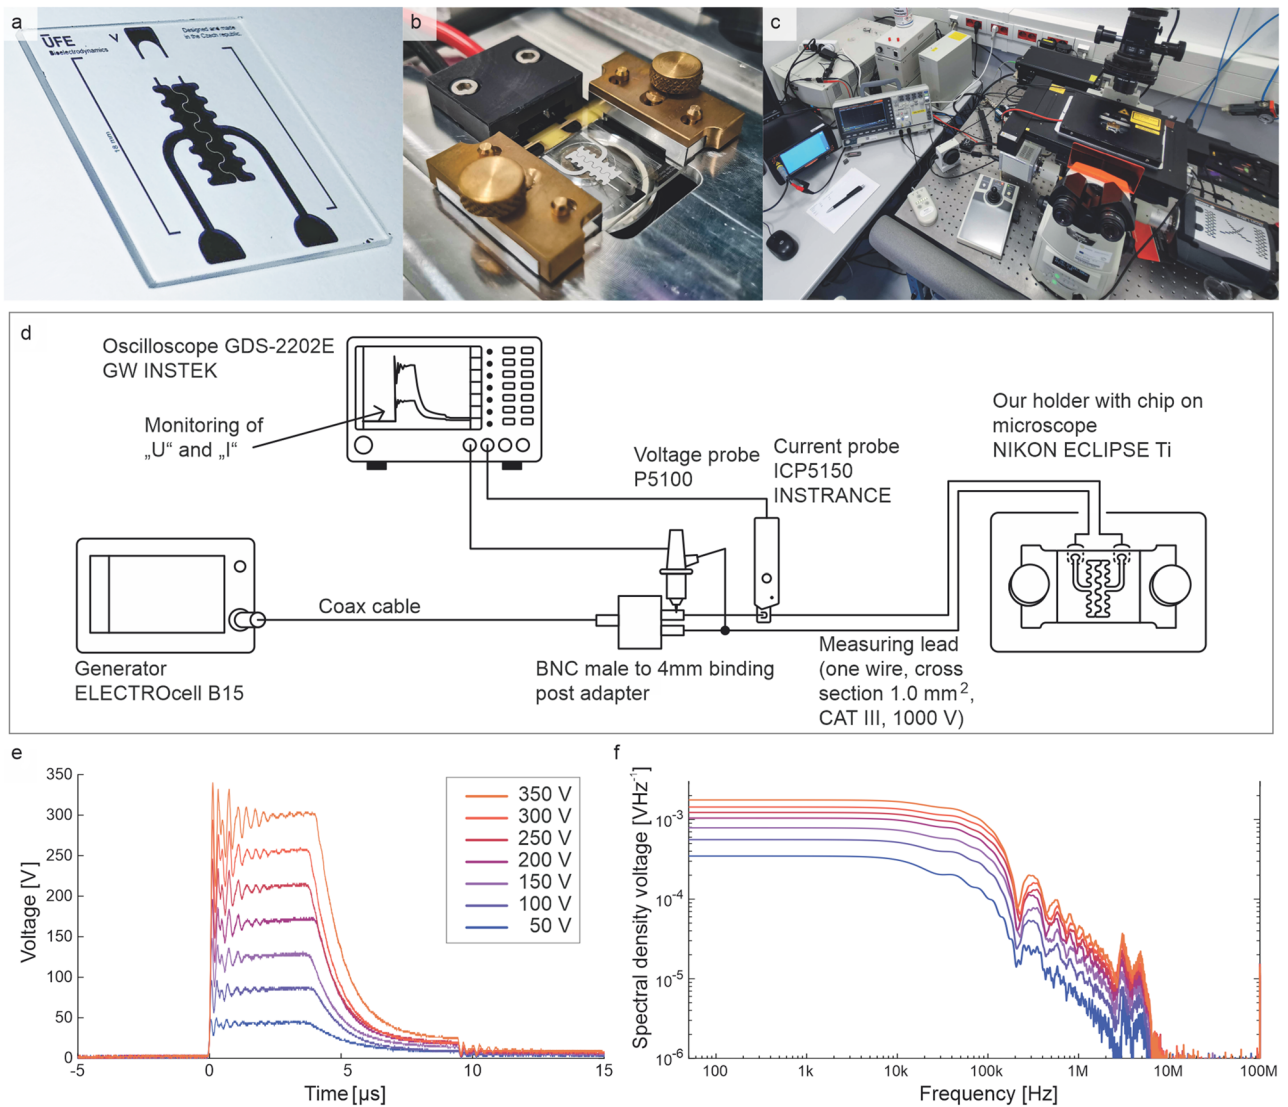 a
ÚFE
Bioelectrodynamics
V
Designed and made
in the Czech republic
18 mm
b
c
d
Oscilloscope GDS-2202E
GW INSTEK
Monitoring of
„U“ and „I“
Voltage probe
P5100
Current probe
ICP5150
INSTRANCE
Our holder with chip on
microscope
NIKON ECLIPSE Ti
Coax cable
Generator
ELECTROcell B15
BNC male to 4mm binding
post adapter
Measuring lead
(one wire, cross
section 1.0 mm²,
CAT III, 1000 V)
e
Voltage [V]
350
300
250
200
150
100
50
0
-5
0
5
10
15
Time [µs]
350 V
300 V
250 V
200 V
150 V
100 V
50 V
f
Spectral density voltage [VHz⁻¹]
10⁻³
10⁻⁴
10⁻⁵
10⁻⁶
100
1k
10k
100k
1M
10M
100M
Frequency [Hz]